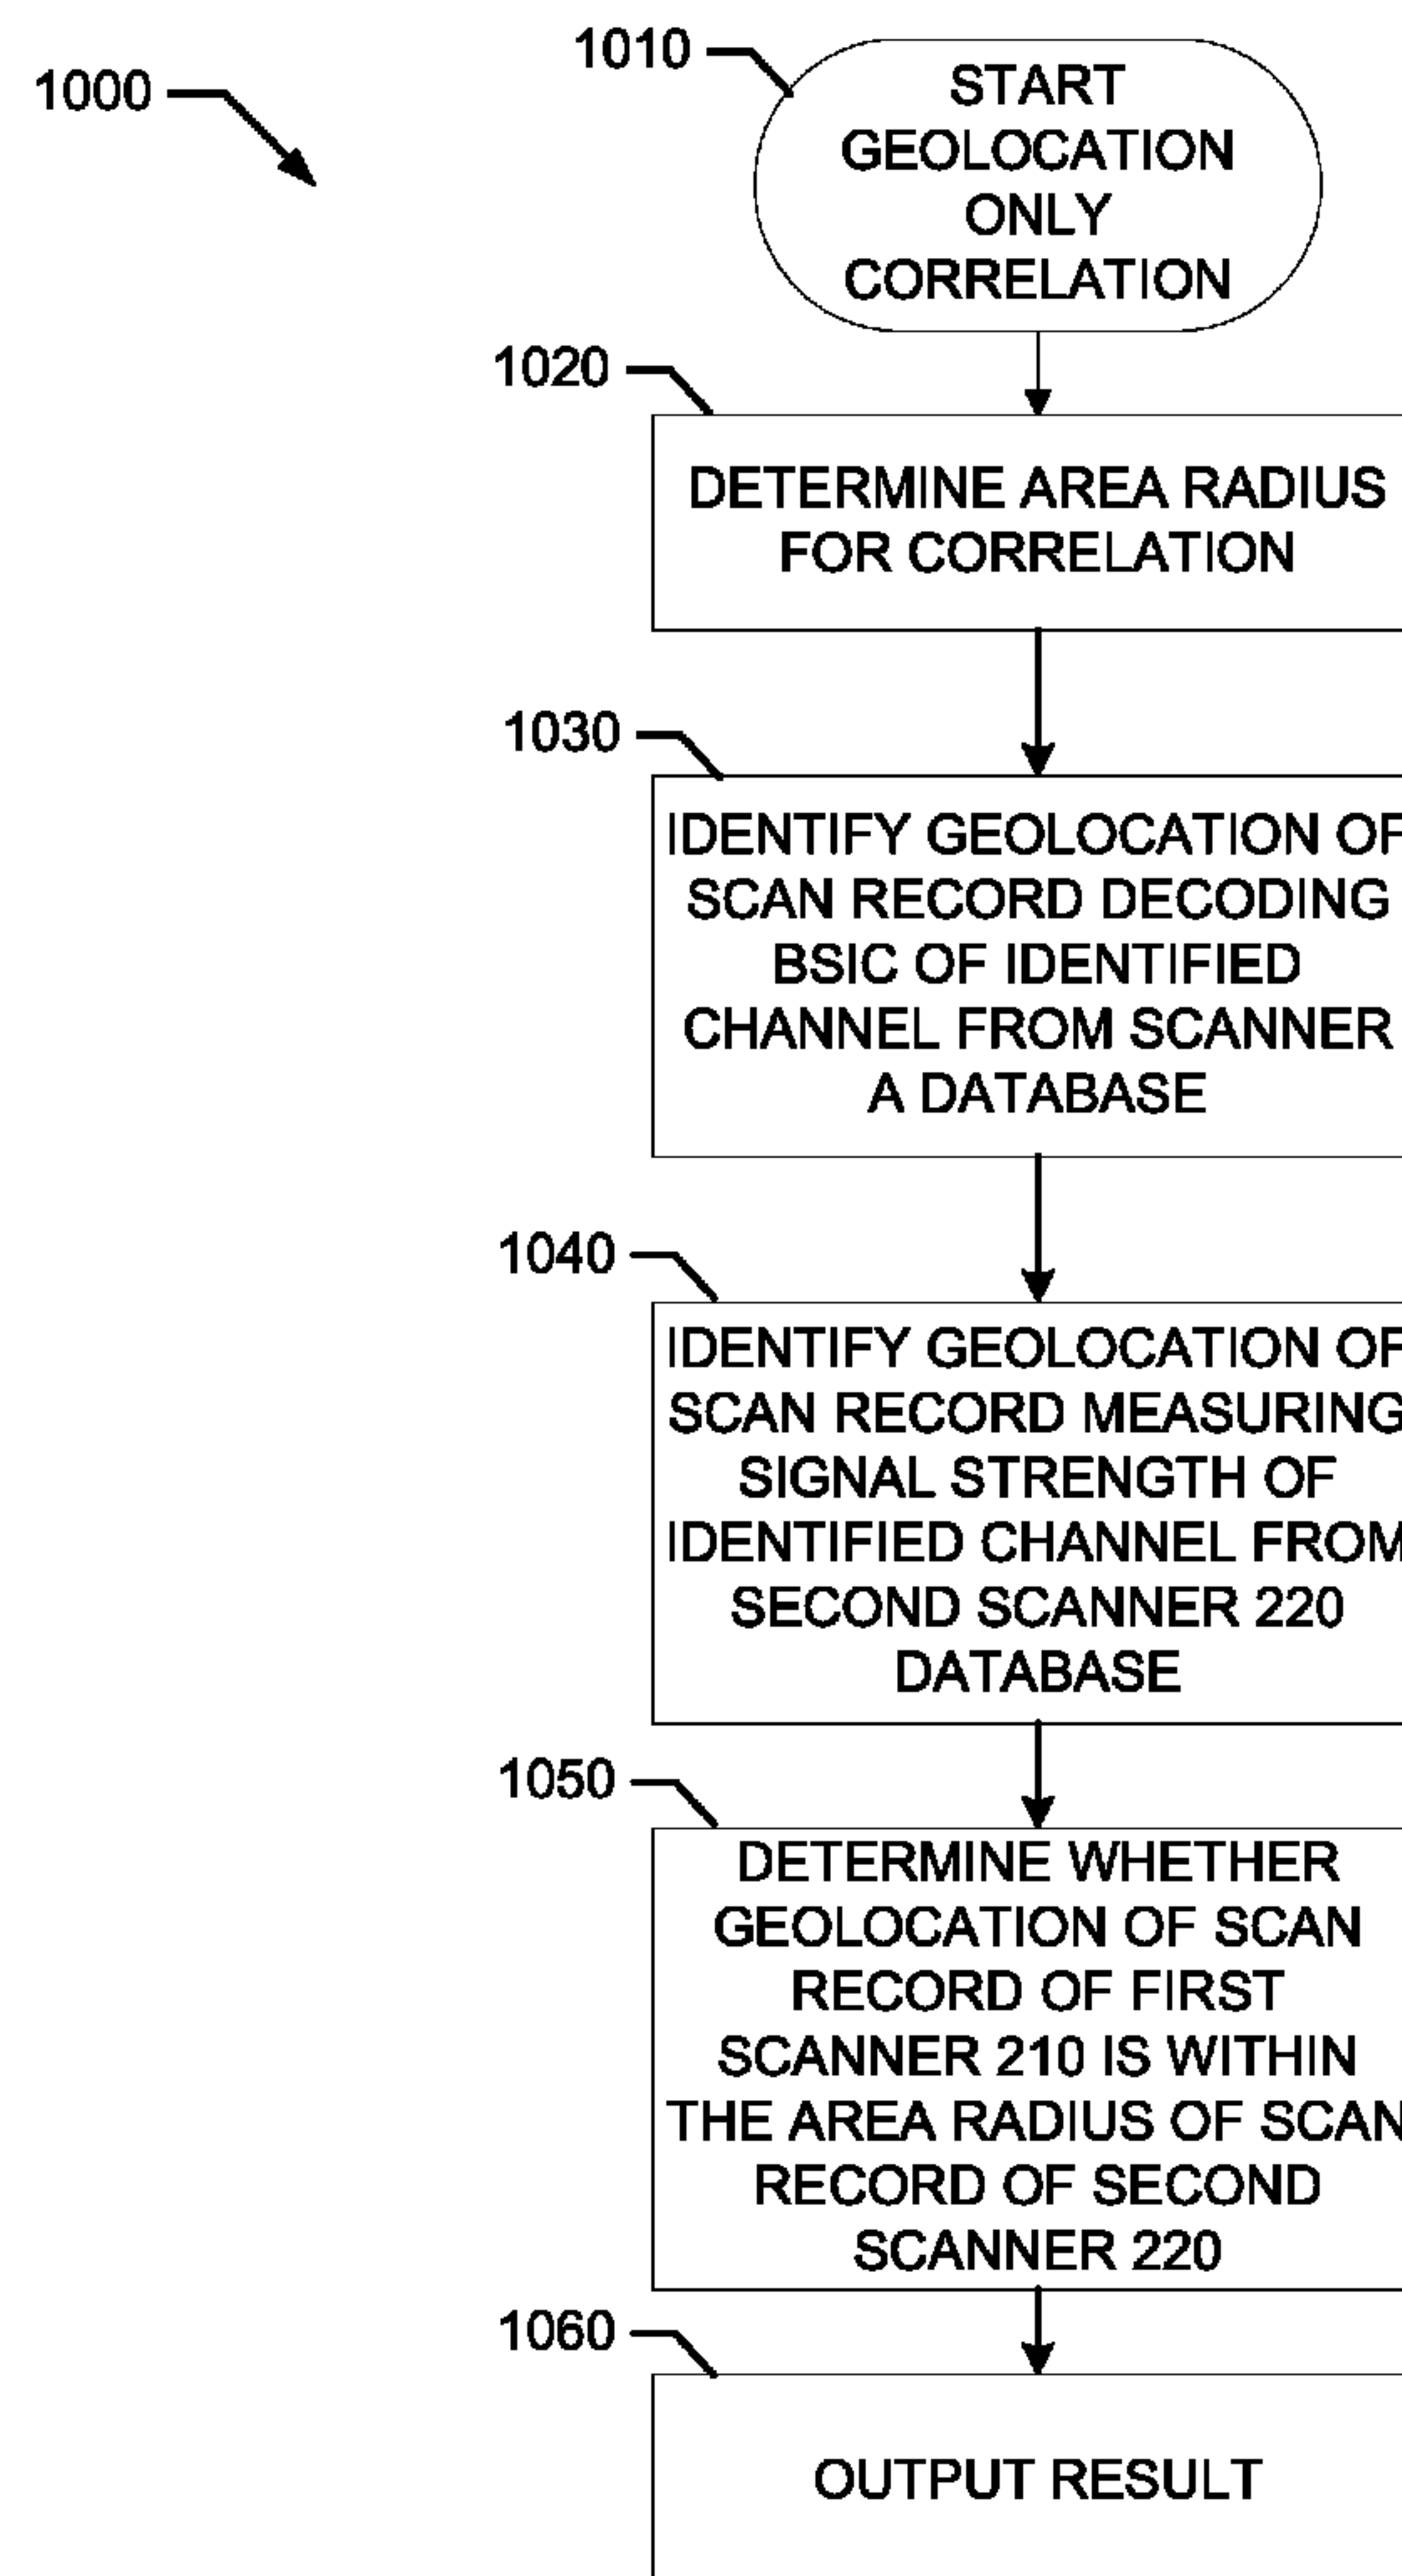 1000
1010
START
GEOLOCATION
ONLY
CORRELATION
1020
DETERMINE AREA RADIUS
FOR CORRELATION
1030
IDENTIFY GEOLOCATION OF
SCAN RECORD DECODING
BSIC OF IDENTIFIED
CHANNEL FROM SCANNER
A DATABASE
1040
IDENTIFY GEOLOCATION OF
SCAN RECORD MEASURING
SIGNAL STRENGTH OF
IDENTIFIED CHANNEL FROM
SECOND SCANNER 220
DATABASE
1050
DETERMINE WHETHER
GEOLOCATION OF SCAN
RECORD OF FIRST
SCANNER 210 IS WITHIN
THE AREA RADIUS OF SCAN
RECORD OF SECOND
SCANNER 220
1060
OUTPUT RESULT